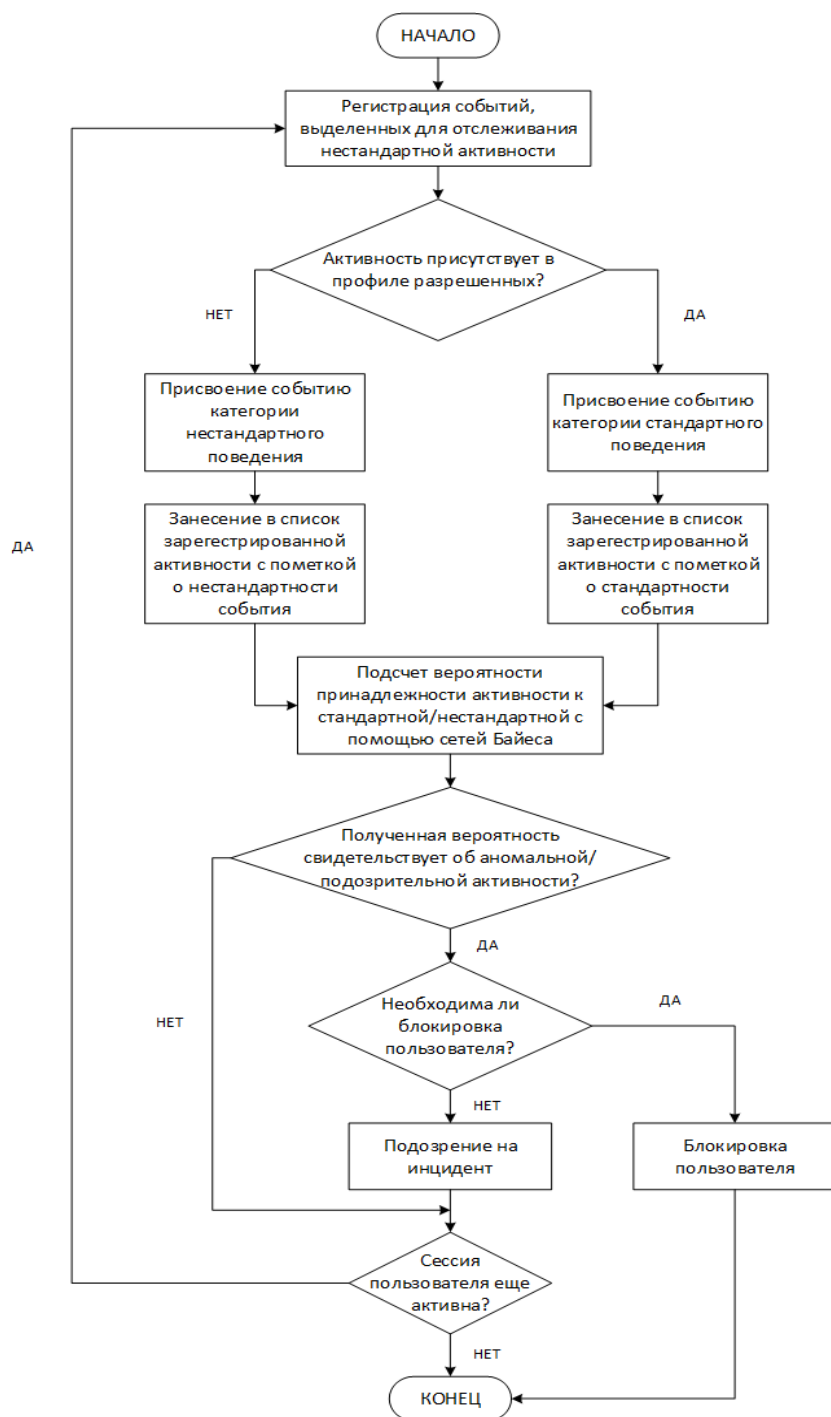 НАЧАЛО
Регистрация событий,
выделенных для отслеживания
нестандартной активности
Активность присутствует в
профиле разрешенных?
НЕТ
ДА
Присвоение событию
категории
нестандартного
поведения
Присвоение событию
категории стандартного
поведения
Занесение в список
зарегестрированной
активности с пометкой
о нестандартности
события
Занесение в список
зарегестрированной
активности с пометкой
о стандартности
события
ДА
Подсчет вероятности
принадлежности активности к
стандартной/нестандартной с
помощью сетей Байеса
Полученная вероятность
свидетельствует об аномальной/
подозрительной активности?
ДА
НЕТ
Необходима ли
блокировка
пользователя?
ДА
НЕТ
Подозрение на
инцидент
Блокировка
пользователя
Сессия
пользователя еще
активна?
НЕТ
КОНЕЦ